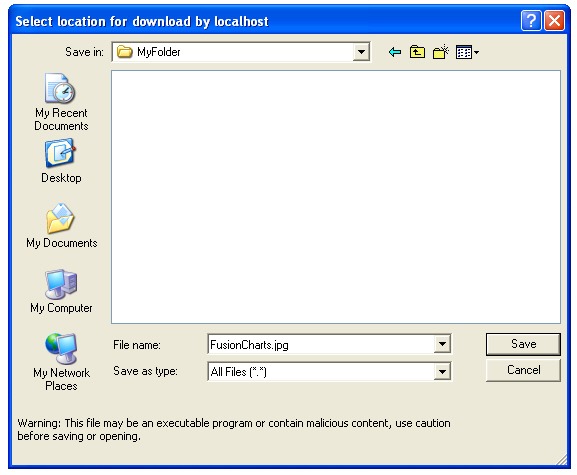 Select location for download by localhost
Save in:
MyFolder
My Recent
Documents
Desktop
My Documents
My Computer
My Network
Places
File name:
FusionCharts.jpg
Save
Save as type:
All Files (*.*)
Cancel
Warning: This file may be an executable program or contain malicious content, use caution
before saving or opening.